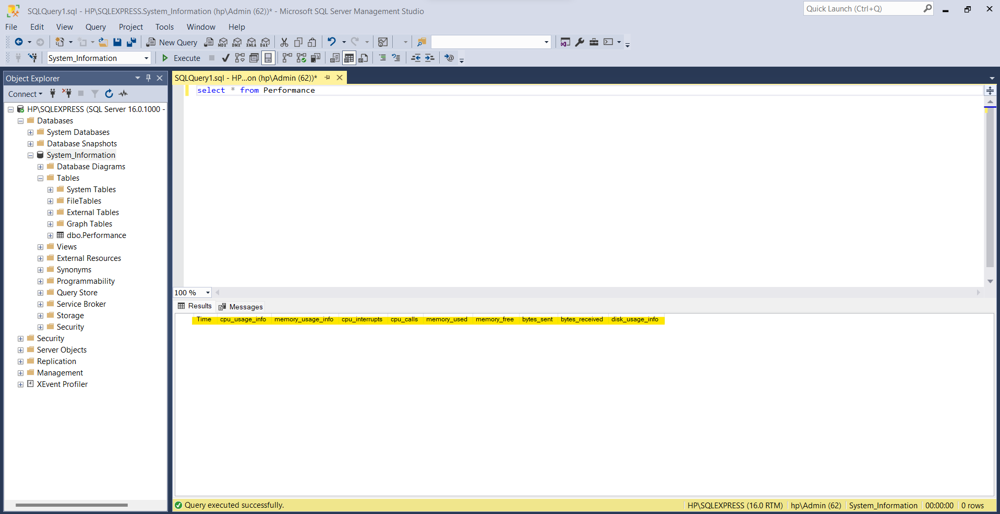 SQLQuery1.sql - HP\SQLEXPRESS.System_Information (hp\Admin (62))* - Microsoft SQL Server Management Studio
Quick Launch (Ctrl+Q)
File Edit View Query Project Tools Window Help
New Query MDX DMX XMLA DAX
System_Information Execute
Object Explorer
Connect
HP\SQLEXPRESS (SQL Server 16.0.1000 -
Databases
System Databases
Database Snapshots
System_Information
Database Diagrams
Tables
System Tables
FileTables
External Tables
Graph Tables
dbo.Performance
Views
External Resources
Synonyms
Programmability
Query Store
Service Broker
Storage
Security
Security
Server Objects
Replication
Management
XEvent Profiler
SQLQuery1.sql - HP...on (hp\Admin (62))*
select * from Performance
100 %
Results Messages
Time cpu_usage_info memory_usage_info cpu_interrupts cpu_calls memory_used memory_free bytes_sent bytes_received disk_usage_info
Query executed successfully.
HP\SQLEXPRESS (16.0 RTM) hp\Admin (62) System_Information 00:00:00 0 rows